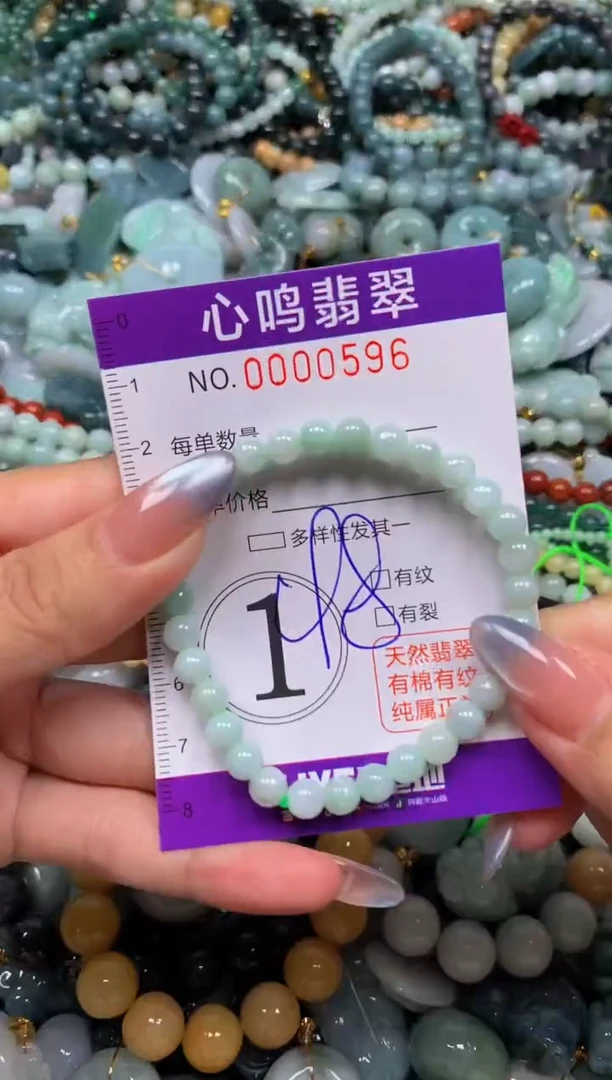 0
心鸣翡翠
1
NO.0000596
2 每单数量
价格
多样性发其一
48
有纹
1
有裂
天然翡翠
6 有棉有纹
纯属正
7
8